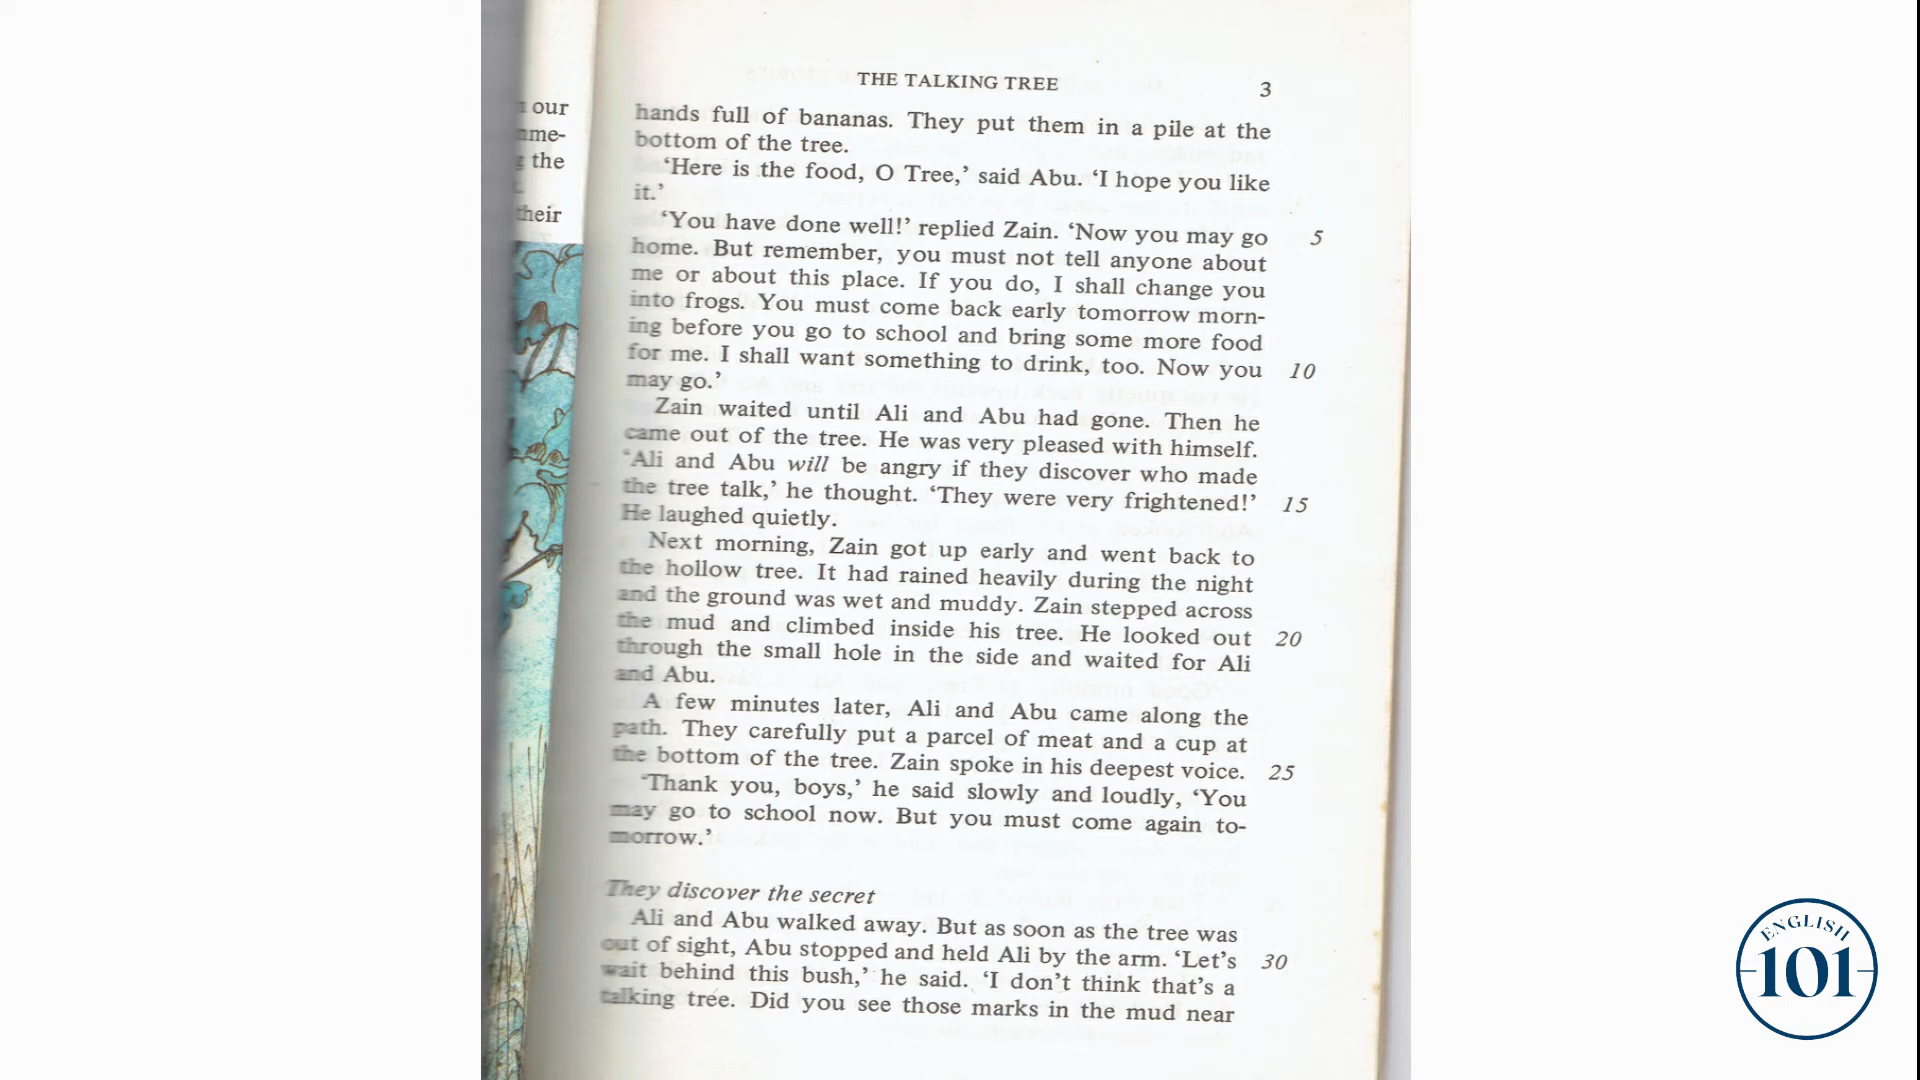 n our
nme-
g the
their
THE TALKING TREE 3
hands full of bananas. They put them in a pile at the
bottom of the tree.
‘Here is the food, O Tree,’ said Abu. ‘I hope you like
it.’
‘You have done well!’ replied Zain. ‘Now you may go 5
home. But remember, you must not tell anyone about
me or about this place. If you do, I shall change you
into frogs. You must come back early tomorrow morn-
ing before you go to school and bring some more food
for me. I shall want something to drink, too. Now you 10
may go.’
Zain waited until Ali and Abu had gone. Then he
came out of the tree. He was very pleased with himself.
‘Ali and Abu will be angry if they discover who made
the tree talk,’ he thought. ‘They were very frightened!’ 15
He laughed quietly.
Next morning, Zain got up early and went back to
the hollow tree. It had rained heavily during the night
and the ground was wet and muddy. Zain stepped across
the mud and climbed inside his tree. He looked out 20
through the small hole in the side and waited for Ali
and Abu.
A few minutes later, Ali and Abu came along the
path. They carefully put a parcel of meat and a cup at
the bottom of the tree. Zain spoke in his deepest voice. 25
‘Thank you, boys,’ he said slowly and loudly, ‘You
may go to school now. But you must come again to-
morrow.’
They discover the secret
Ali and Abu walked away. But as soon as the tree was
out of sight, Abu stopped and held Ali by the arm. ‘Let’s 30
wait behind this bush,’ he said. ‘I don’t think that’s a
talking tree. Did you see those marks in the mud near
ENGLISH
101